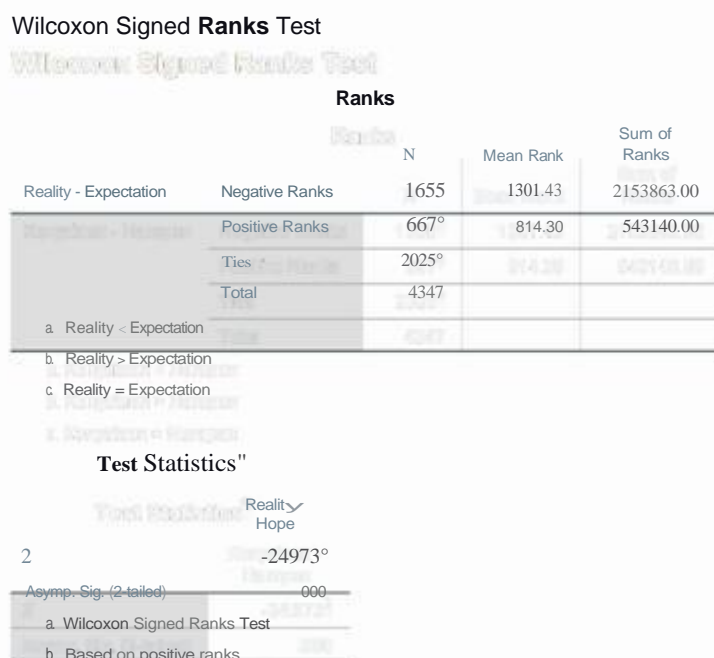 Wilcoxon Signed Ranks Test
Ranks
N Mean Rank Sum of Ranks
Reality - Expectation Negative Ranks 1655 1301.43 2153863.00
Positive Ranks 667° 814.30 543140.00
Ties 2025°
Total 4347
a. Reality < Expectation
b. Reality > Expectation
c. Reality = Expectation
Test Statistics"
Reality
Hope
2 -24973°
Asymp. Sig. (2-tailed) 000
a Wilcoxon Signed Ranks Test
b Based on positive ranks